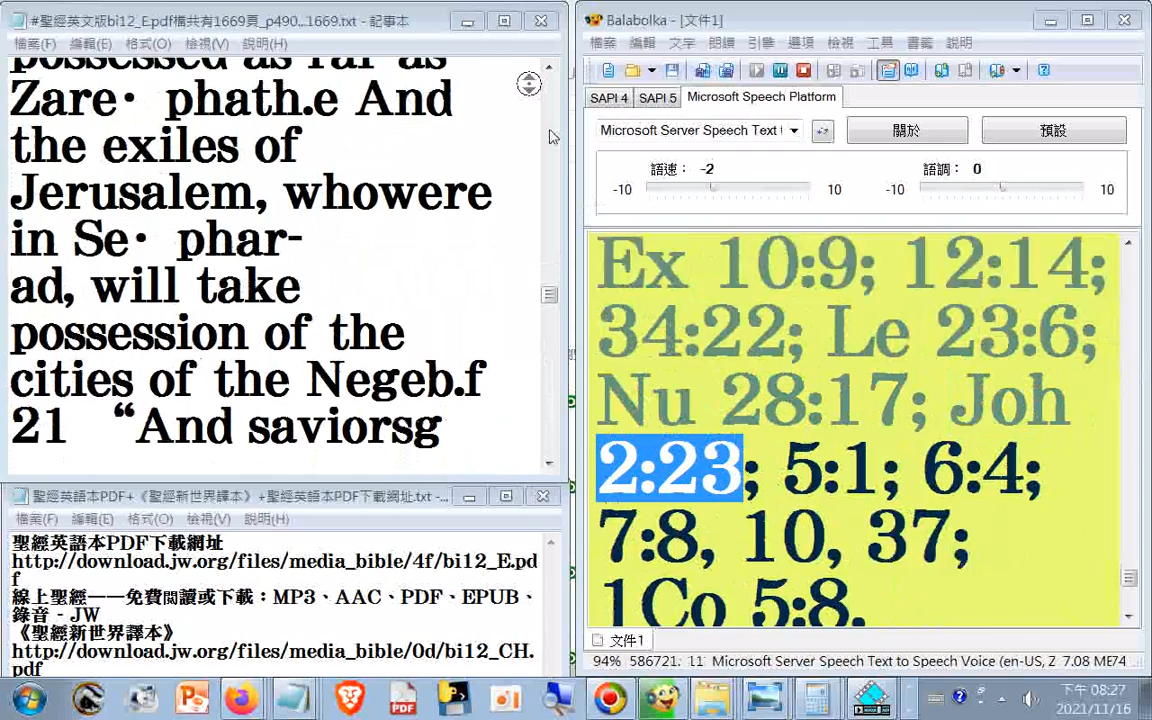 #聖經英文版bi12_E.pdf檔共有1669頁_p490...1669.txt - 記事本
檔案(F) 編輯(E) 格式(O) 檢視(V) 說明(H)
possessed as far as
Zare· phath.e And
the exiles of
Jerusalem, whowere
in Se· phar-
ad, will take
possession of the
cities of the Negeb.f
21 “And saviorsg
聖經英語本PDF+《聖經新世界譯本》+聖經英語本PDF下載網址.txt -...
檔案(F) 編輯(E) 格式(O) 檢視(V) 說明(H)
聖經英語本PDF下載網址
http://download.jw.org/files/media_bible/4f/bi12_E.pd
f
線上聖經——免費閱讀或下載：MP3、AAC、PDF、EPUB、
錄音 - JW
《聖經新世界譯本》
http://download.jw.org/files/media_bible/0d/bi12_CH.
pdf
Balabolka - [文件1]
檔案 編輯 文字 朗讀 引擎 選項 檢視 工具 書籤 說明
SAPI 4 SAPI 5 Microsoft Speech Platform
Microsoft Server Speech Text t 關於 預設
語速： -2 語調： 0
-10 10 -10 10
Ex 10:9; 12:14;
34:22; Le 23:6;
Nu 28:17; Joh
2:23; 5:1; 6:4;
7:8, 10, 37;
1Co 5:8.
文件1
94% 586721: 11 Microsoft Server Speech Text to Speech Voice (en-US, Z 7.08 ME74
PDF
下午 08:27
2021/11/16